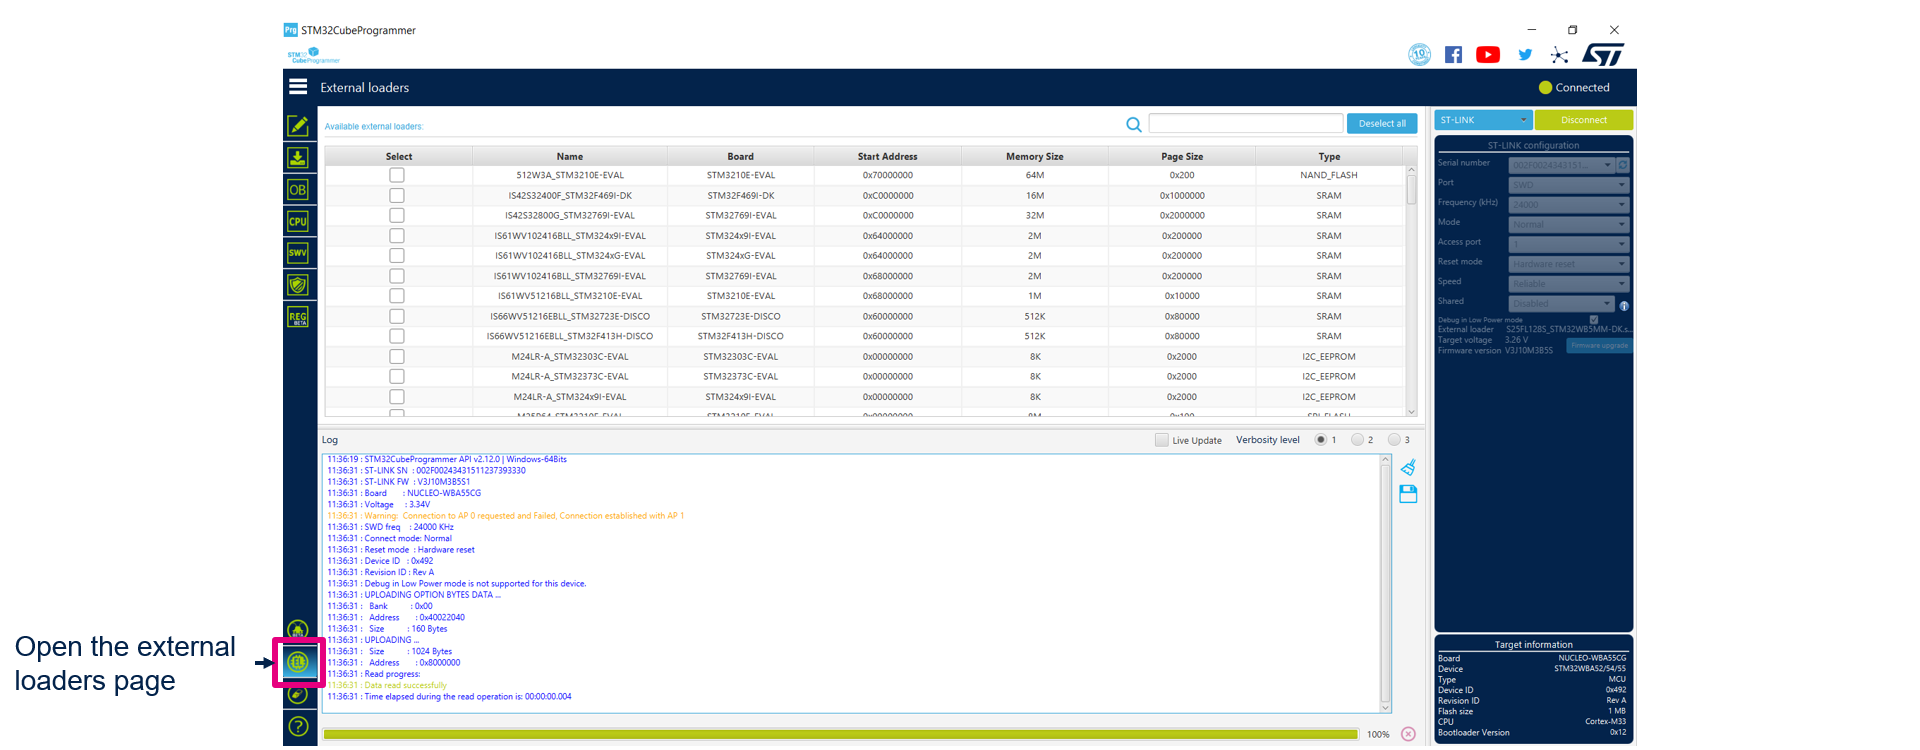 Prg STM32CubeProgrammer
STM32
CubeProgrammer
10
External loaders
Connected
Available external loaders:
Deselect all
Select Name Board Start Address Memory Size Page Size Type
512W3A_STM3210E-EVAL STM3210E-EVAL 0x70000000 64M 0x200 NAND_FLASH
IS42S32400F_STM32F469I-DK STM32F469I-DK 0xC0000000 16M 0x1000000 SRAM
IS42S32800G_STM32769I-EVAL STM32769I-EVAL 0xC0000000 32M 0x2000000 SRAM
IS61WV102416BLL_STM324x9I-EVAL STM324x9I-EVAL 0x64000000 2M 0x200000 SRAM
IS61WV102416BLL_STM324xG-EVAL STM324xG-EVAL 0x64000000 2M 0x200000 SRAM
IS61WV102416BLL_STM32769I-EVAL STM32769I-EVAL 0x68000000 2M 0x200000 SRAM
IS61WV51216BLL_STM3210E-EVAL STM3210E-EVAL 0x68000000 1M 0x10000 SRAM
IS66WV51216EBLL_STM32723E-DISCO STM32723E-DISCO 0x60000000 512K 0x80000 SRAM
IS66WV51216EBLL_STM32F413H-DISCO STM32F413H-DISCO 0x60000000 512K 0x80000 SRAM
M24LR-A_STM32303C-EVAL STM32303C-EVAL 0x00000000 8K 0x2000 I2C_EEPROM
M24LR-A_STM32373C-EVAL STM32373C-EVAL 0x00000000 8K 0x2000 I2C_EEPROM
M24LR-A_STM324x9I-EVAL STM324x9I-EVAL 0x00000000 8K 0x2000 I2C_EEPROM
M25P64_STM3210E-EVAL STM3210E-EVAL 0x00000000 8M 0x100 SPI_FLASH
OB
CPU
SWV
REG
BETA
EL
?
Log
Live Update Verbosity level 1 2 3
11:36:19 : STM32CubeProgrammer API v2.12.0 | Windows-64Bits
11:36:31 : ST-LINK SN : 002F00243431511237393330
11:36:31 : ST-LINK FW : V3J10M3B5S1
11:36:31 : Board : NUCLEO-WBA55CG
11:36:31 : Voltage : 3.34V
11:36:31 : Warning: Connection to AP 0 requested and Failed, Connection established with AP 1
11:36:31 : SWD freq : 24000 KHz
11:36:31 : Connect mode: Normal
11:36:31 : Reset mode : Hardware reset
11:36:31 : Device ID : 0x492
11:36:31 : Revision ID : Rev A
11:36:31 : Debug in Low Power mode is not supported for this device.
11:36:31 : UPLOADING OPTION BYTES DATA ...
11:36:31 : Bank : 0x00
11:36:31 : Address : 0x40022040
11:36:31 : Size : 160 Bytes
11:36:31 : UPLOADING ...
11:36:31 : Size : 1024 Bytes
11:36:31 : Address : 0x8000000
11:36:31 : Read progress:
11:36:31 : Data read successfully
11:36:31 : Time elapsed during the read operation is: 00:00:00.004
100%
ST-LINK Disconnect
ST-LINK configuration
Serial number 002F0024343151...
Port SWD
Frequency (kHz) 24000
Mode Normal
Access port 1
Reset mode Hardware reset
Speed Reliable
Shared Disabled
Debug in Low Power mode
External loader S25FL128S_STM32WB5MM-DK.s...
Target voltage 3.26 V
Firmware version V3J10M3B5S
Firmware upgrade
Target information
Board NUCLEO-WBA55CG
Device STM32WBA52/54/55
Type MCU
Device ID 0x492
Revision ID Rev A
Flash size 1 MB
CPU Cortex-M33
Bootloader Version 0x12
Open the external
loaders page